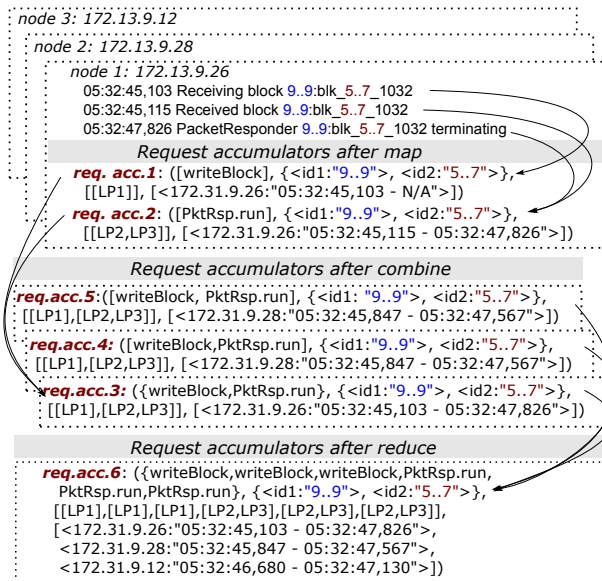 node 3: 172.13.9.12
node 2: 172.13.9.28
node 1: 172.13.9.26
05:32:45,103 Receiving block 9..9:blk_5..7_1032
05:32:45,115 Received block 9..9:blk_5..7_1032
05:32:47,826 PacketResponder 9..9:blk_5..7_1032 terminating
Request accumulators after map
req. acc.1: ([writeBlock], {<id1:"9..9">, <id2:"5..7">},
[[LP1]], [<172.31.9.26:"05:32:45,103 - N/A">])
req. acc.2: ([PktRsp.run], {<id1:"9..9">, <id2:"5..7">},
[[LP2,LP3]], [<172.31.9.26:"05:32:45,115 - 05:32:47,826">])
Request accumulators after combine
req.acc.5:([writeBlock, PktRsp.run], {<id1: "9..9">, <id2:"5..7">},
[[LP1],[LP2,LP3]], [<172.31.9.28:"05:32:45,847 - 05:32:47,567">])
req.acc.4: ([writeBlock,PktRsp.run], {<id1:"9..9">, <id2:"5..7">},
[[LP1],[LP2,LP3]], [<172.31.9.28:"05:32:45,847 - 05:32:47,567">])
req.acc.3: ({writeBlock,PktRsp.run}, {<id1:"9..9">, <id2:"5..7">},
[[LP1],[LP2,LP3]], [<172.31.9.26:"05:32:45,103 - 05:32:47,826">])
Request accumulators after reduce
req.acc.6: ({writeBlock,writeBlock,writeBlock,PktRsp.run,
PktRsp.run,PktRsp.run}, {<id1:"9..9">, <id2:"5..7">},
[[LP1],[LP1],[LP1],[LP2,LP3],[LP2,LP3],[LP2,LP3]],
[<172.31.9.26:"05:32:45,103 - 05:32:47,826">,
<172.31.9.28:"05:32:45,847 - 05:32:47,567">,
<172.31.9.12:"05:32:46,680 - 05:32:47,130">])